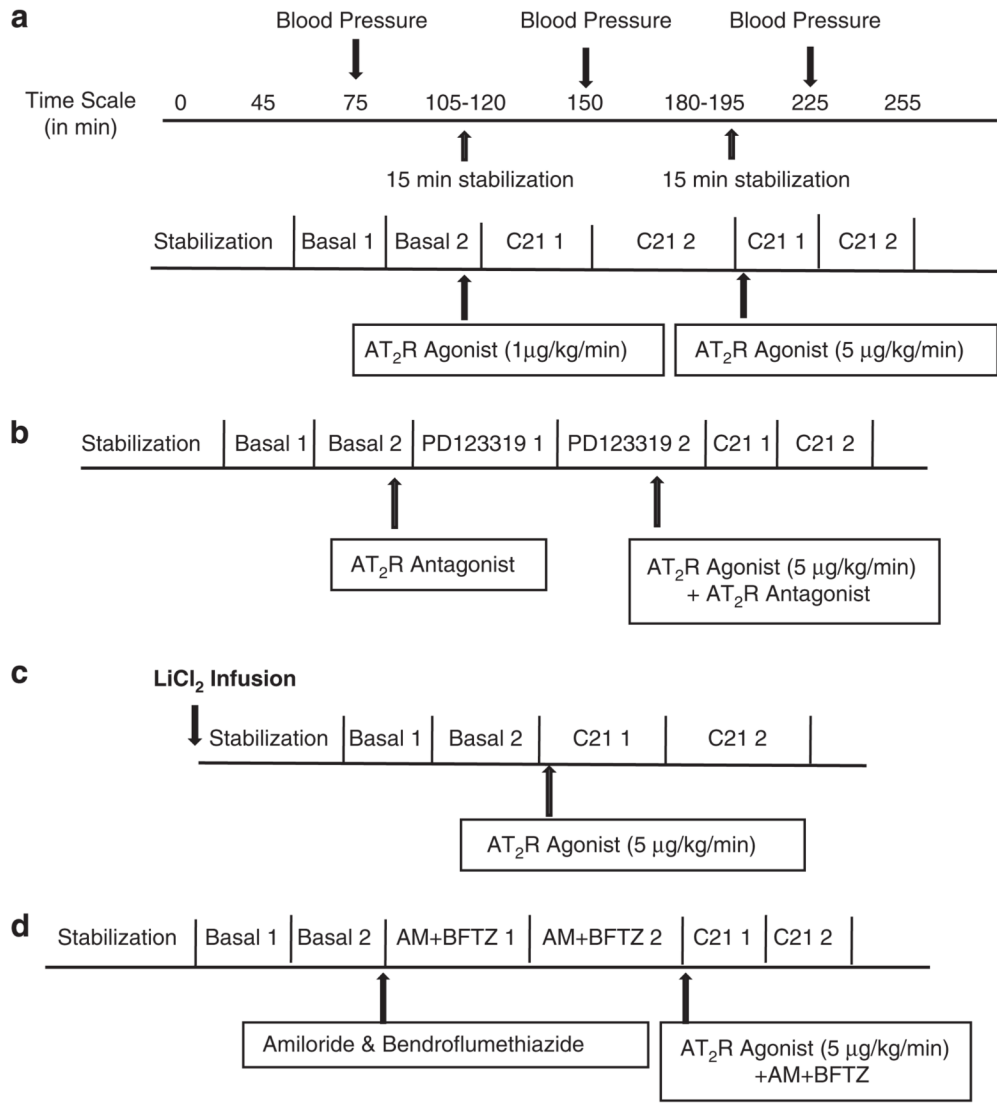 a
Blood Pressure Blood Pressure Blood Pressure
Time Scale
(in min)
0 45 75 105-120 150 180-195 225 255
15 min stabilization 15 min stabilization
Stabilization Basal 1 Basal 2 C21 1 C21 2 C21 1 C21 2
AT₂R Agonist (1μg/kg/min) AT₂R Agonist (5 μg/kg/min)
b
Stabilization Basal 1 Basal 2 PD123319 1 PD123319 2 C21 1 C21 2
AT₂R Antagonist
AT₂R Agonist (5 μg/kg/min)
+ AT₂R Antagonist
c
LiCl₂ Infusion
Stabilization Basal 1 Basal 2 C21 1 C21 2
AT₂R Agonist (5 μg/kg/min)
d
Stabilization Basal 1 Basal 2 AM+BFTZ 1 AM+BFTZ 2 C21 1 C21 2
Amiloride & Bendroflumethiazide
AT₂R Agonist (5 μg/kg/min)
+AM+BFTZ